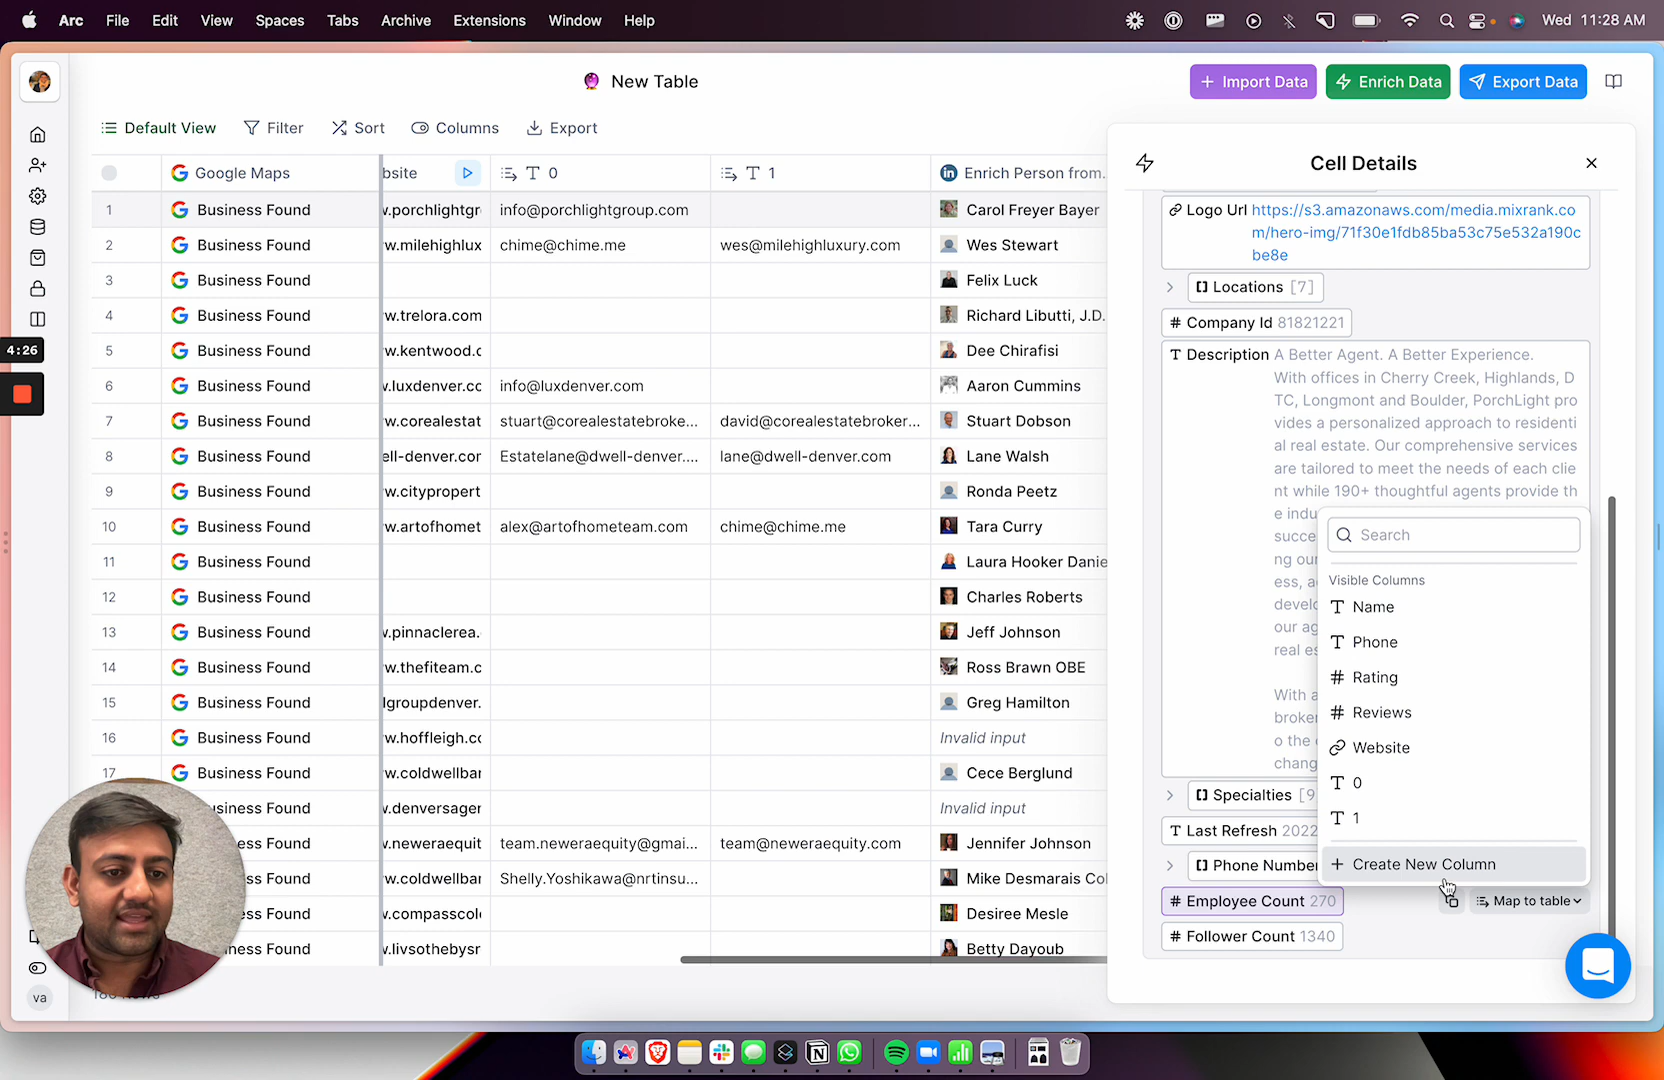 Arc File Edit View Spaces Tabs Archive Extensions Window Help Wed 11:28 AM
New Table
Import Data
Enrich Data
Export Data
Default View Filter Sort Columns Export
Google Maps bsite T 0 T 1 in Enrich Person from...
1 Business Found v.porchlightgr info@porchlightgroup.com Carol Freyer Bayer
2 Business Found w.milehighlux chime@chime.me wes@milehighluxury.com Wes Stewart
3 Business Found Felix Luck
4 Business Found w.trelora.com Richard Libutti, J.D.
5 Business Found w.kentwood.c Dee Chirafisi
6 Business Found v.luxdenver.cc info@luxdenver.com Aaron Cummins
7 Business Found w.corealestat stuart@corealestatebroke... david@corealestatebroker... Stuart Dobson
8 Business Found ell-denver.cor Estatelane@dwell-denver.... lane@dwell-denver.com Lane Walsh
9 Business Found w.citypropert Ronda Peetz
10 Business Found w.artofhomet alex@artofhometeam.com chime@chime.me Tara Curry
11 Business Found Laura Hooker Danie
12 Business Found Charles Roberts
13 Business Found v.pinnaclerea. Jeff Johnson
14 Business Found w.thefiteam.c Ross Brawn OBE
15 Business Found lgroupdenver. Greg Hamilton
16 Business Found w.hoffleigh.c Invalid input
17 Business Found w.coldwellbar Cece Berglund
usiness Found w.denversager Invalid input
siness Found w.neweraequit team.neweraequity@gmai... team@neweraequity.com Jennifer Johnson
siness Found w.coldwellbar Shelly.Yoshikawa@nrtinsu... Mike Desmarais Co
siness Found w.compasscol Desiree Mesle
iness Found w.livsothebysr Betty Dayoub
4:26
va
Cell Details
Logo Url https://s3.amazonaws.com/media.mixrank.co
m/hero-img/71f30e1fdb85ba53c75e532a190c
be8e
Locations [7]
# Company Id 81821221
T Description A Better Agent. A Better Experience.
With offices in Cherry Creek, Highlands, D
TC, Longmont and Boulder, PorchLight pro
vides a personalized approach to residenti
al real estate. Our comprehensive services
are tailored to meet the needs of each clie
nt while 190+ thoughtful agents provide th
e indu
succe
ng our
ess, a
develo
our ag
real es
With a
broker
o the
chang
Search
Visible Columns
T Name
T Phone
# Rating
# Reviews
Website
T 0
T 1
+ Create New Column
Specialties [9
T Last Refresh 2022
Phone Number
# Employee Count 270
Map to table
# Follower Count 1340